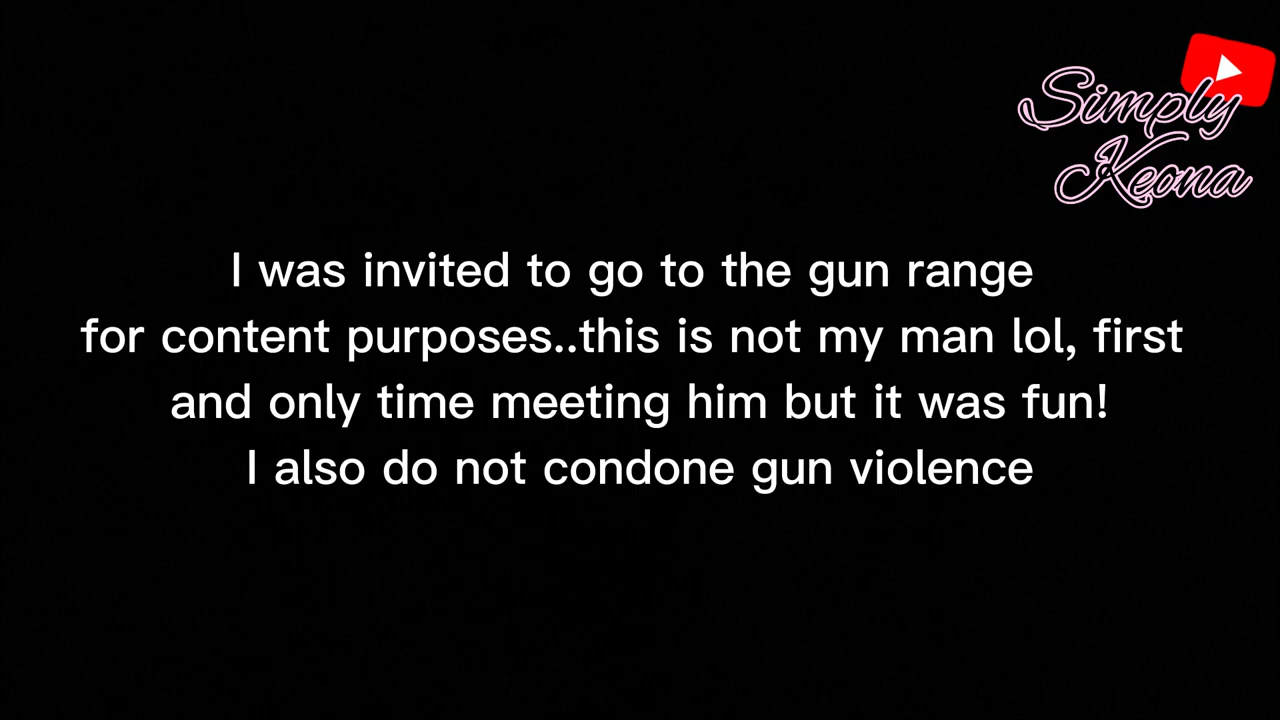 Simply
Keona
I was invited to go to the gun range
for content purposes..this is not my man lol, first
and only time meeting him but it was fun!
I also do not condone gun violence